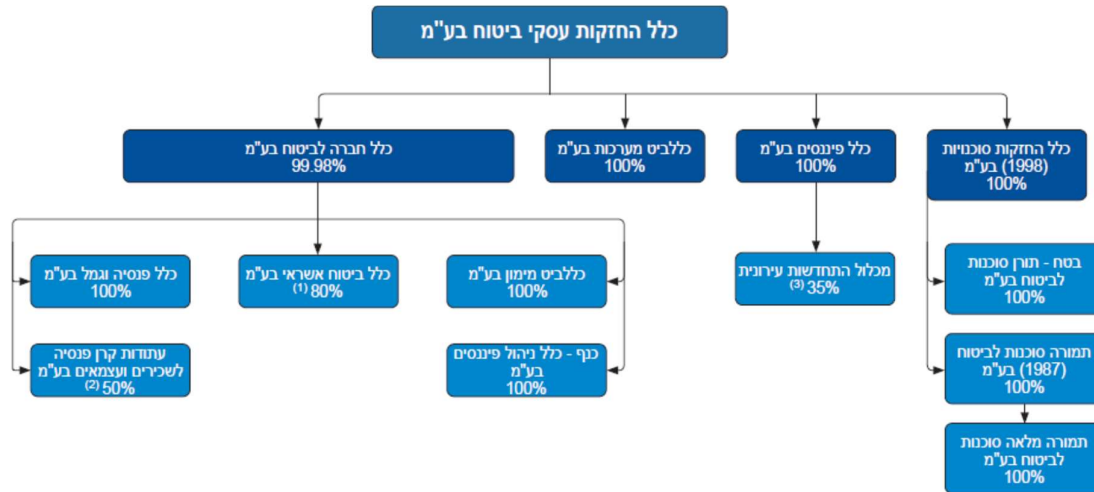 כלל החזקות עסקי ביטוח בע"מ
כלל החזקות סוכנויות
(1998) בע"מ
100%
כלל פיננסים בע"מ
100%
כללביט מערכות בע"מ
100%
כלל חברה לביטוח בע"מ
99.98%
בטח - תורן סוכנות
לביטוח בע"מ
100%
מכלול התחדשות עירונית
35% (3)
כללביט מימון בע"מ
100%
כלל ביטוח אשראי בע"מ
80% (1)
כלל פנסיה וגמל בע"מ
100%
תמורה סוכנות לביטוח
(1987) בע"מ
100%
כנף - כלל ניהול פיננסים
בע"מ
100%
עתודות קרן פנסיה
לשכירים ועצמאים בע"מ
50% (2)
תמורה מלאה סוכנות
לביטוח בע"מ
100%